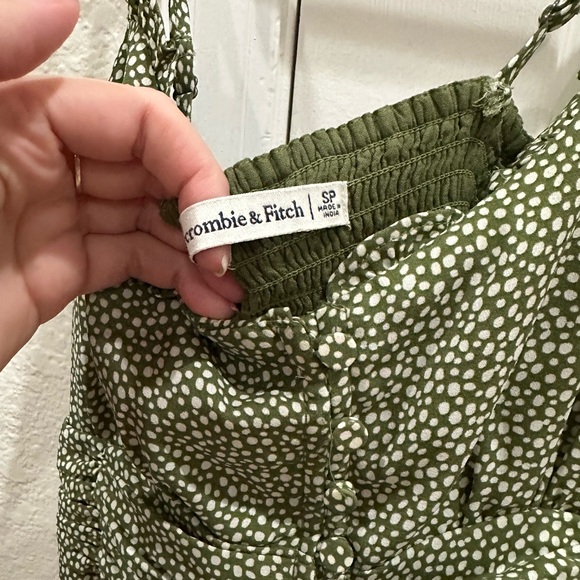 crombie & Fitch
SP
MADE IN
INDIA